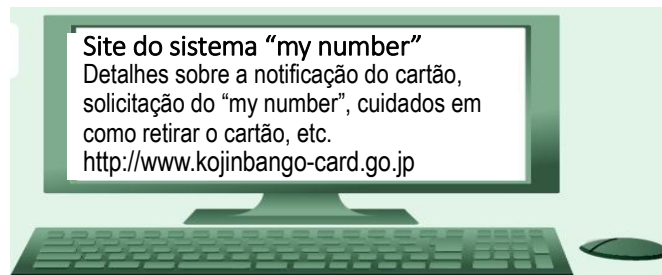 Site do sistema “my number”
Detalhes sobre a notificação do cartão,
solicitação do “my number”, cuidados em
como retirar o cartão, etc.
http://www.kojinbango-card.go.jp